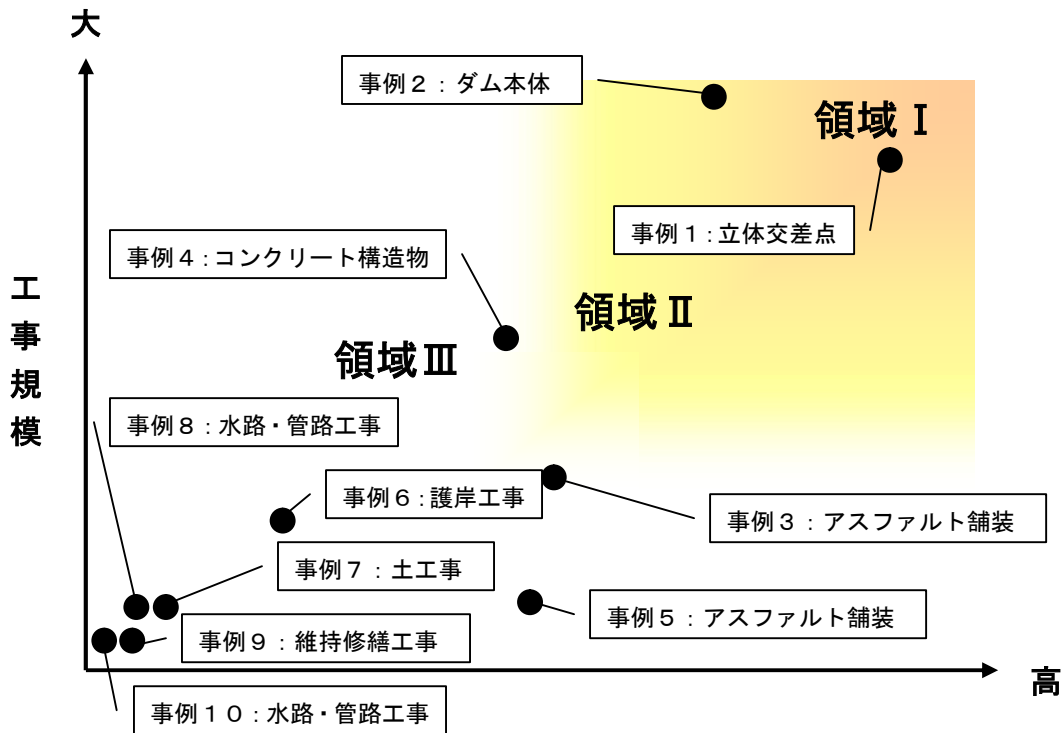 大
事例２：ダム本体
領域Ⅰ
事例１：立体交差点
事例４：コンクリート構造物
工事規模
領域Ⅱ
領域Ⅲ
事例８：水路・管路工事
事例６：護岸工事
事例３：アスファルト舗装
事例７：土工事
事例５：アスファルト舗装
事例９：維持修繕工事
高
事例１０：水路・管路工事